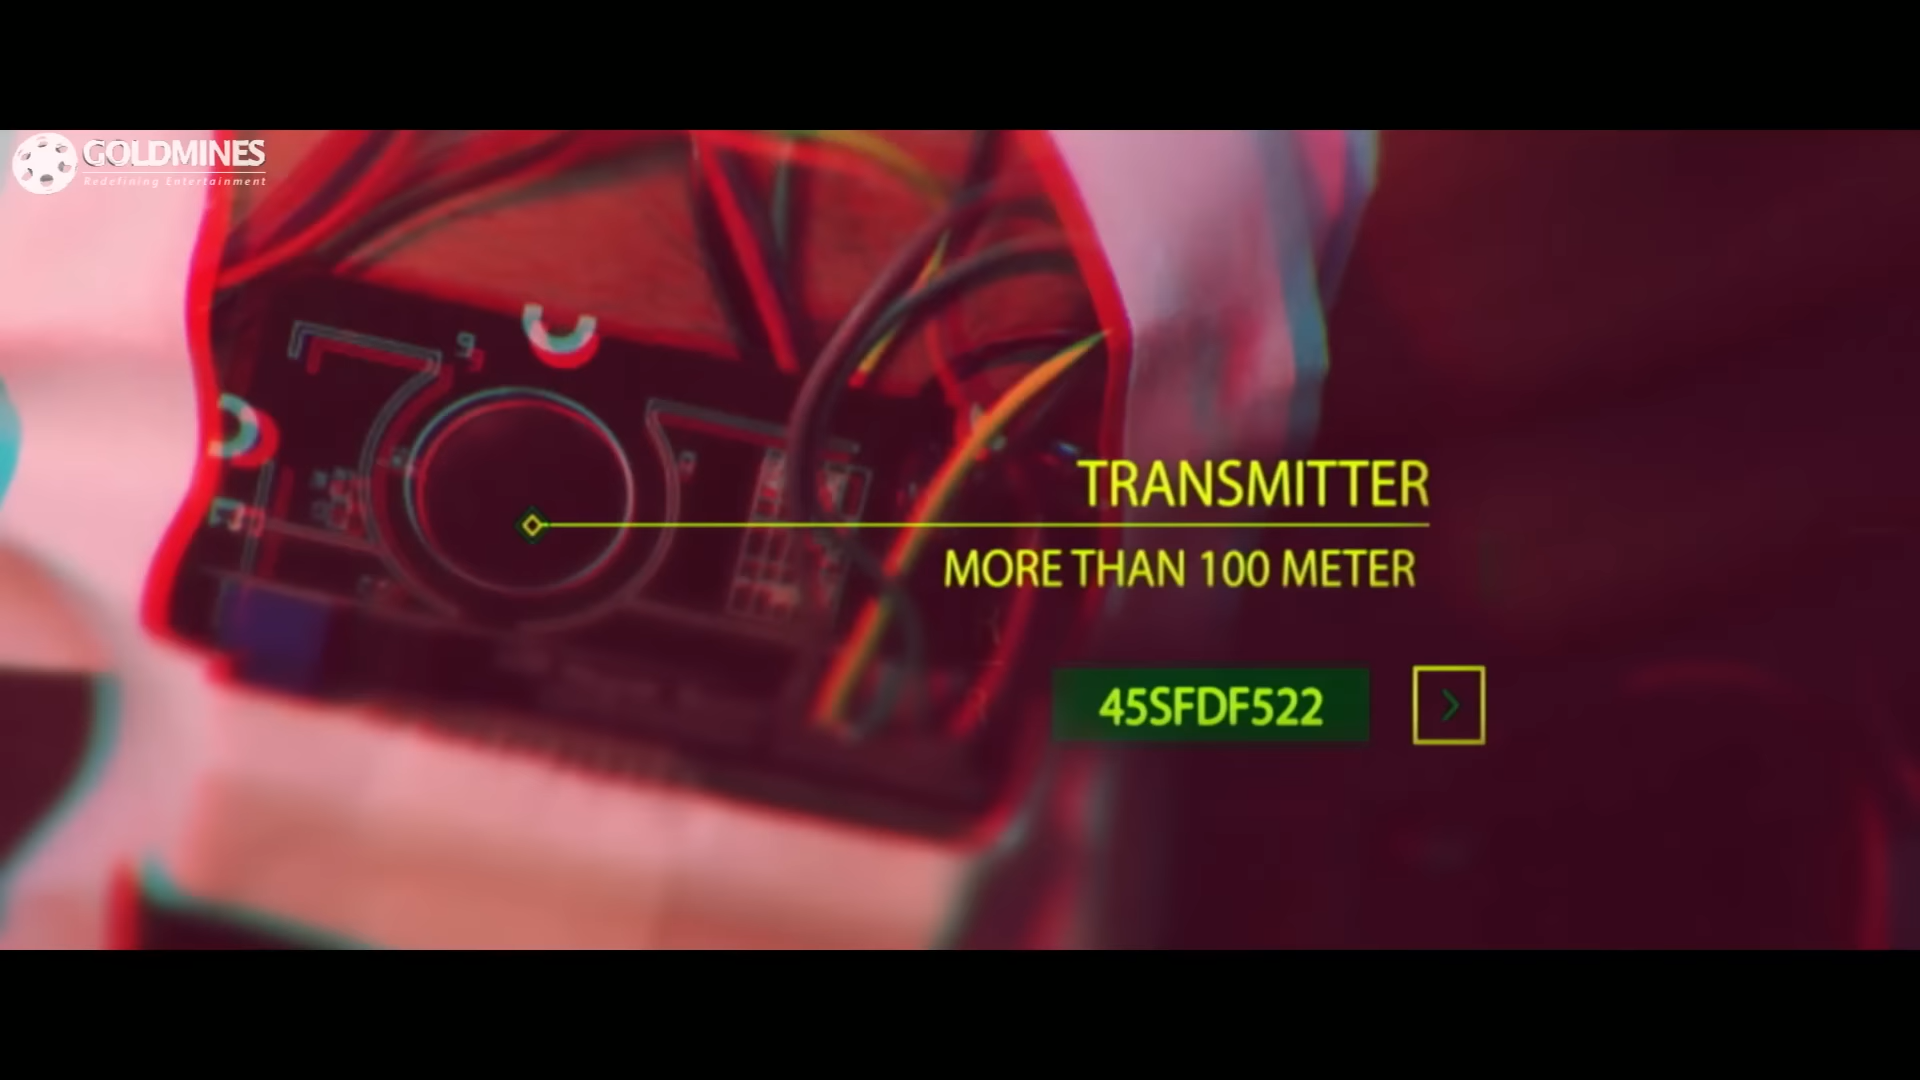 GOLDMINES
Redefining Entertainment
TRANSMITTER
MORE THAN 100 METER
45SFDF522